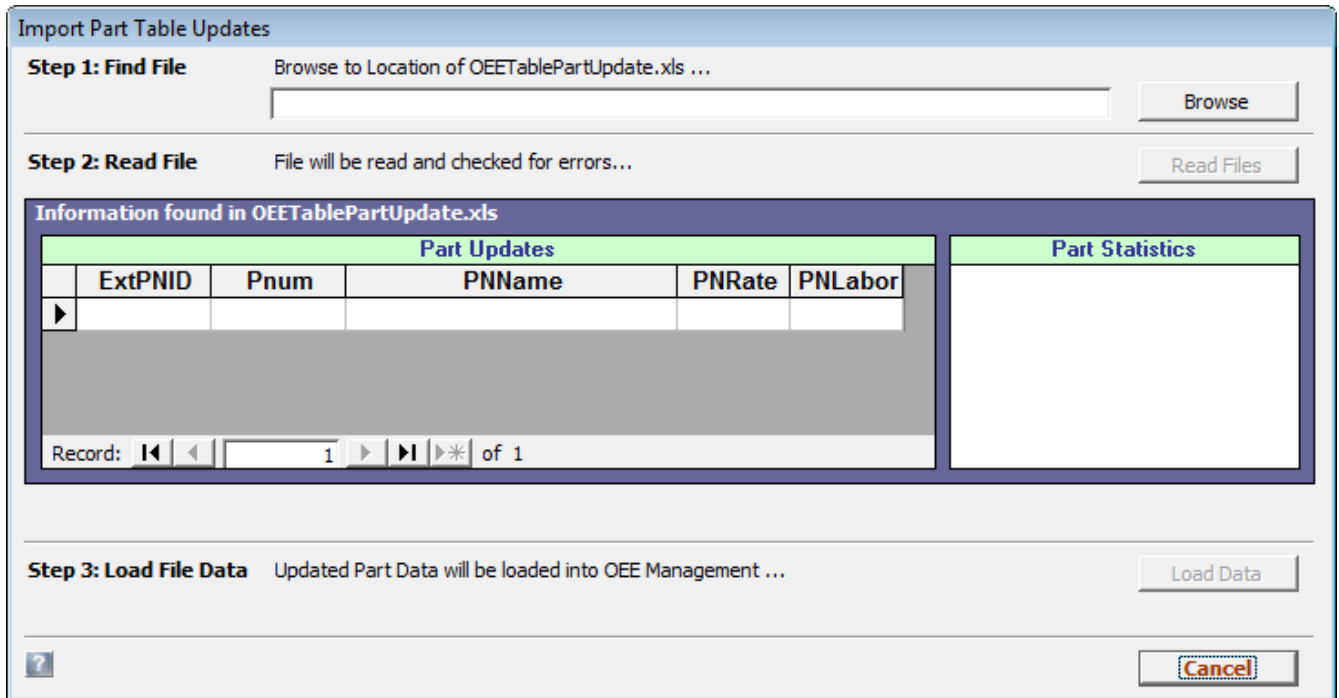 Import Part Table Updates
Step 1: Find File Browse to Location of OEETablePartUpdate.xls ...
Browse
Step 2: Read File File will be read and checked for errors... Read Files
Information found in OEETablePartUpdate.xls
Part Updates Part Statistics
ExtPNID Pnum PNName PNRate PNLabor
Record: 1 of 1
Step 3: Load File Data Updated Part Data will be loaded into OEE Management ... Load Data
? Cancel